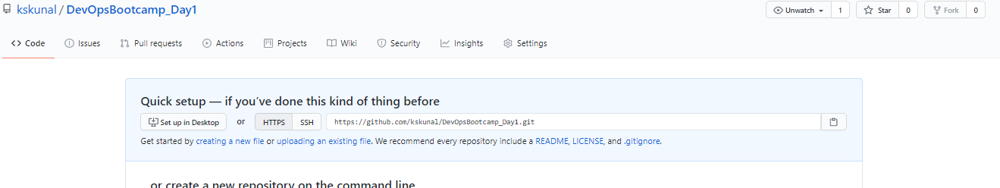 kskunal / DevOpsBootcamp_Day1
Unwatch 1 Star 0 Fork 0
Code Issues Pull requests Actions Projects Wiki Security Insights Settings
Quick setup — if you’ve done this kind of thing before
Set up in Desktop or HTTPS SSH https://github.com/kskunal/DevOpsBootcamp_Day1.git
Get started by creating a new file or uploading an existing file. We recommend every repository include a README, LICENSE, and .gitignore.
…or create a new repository on the command line